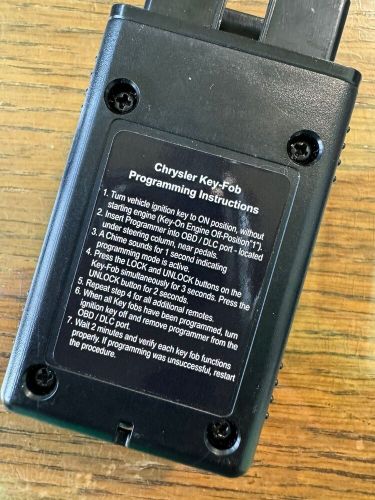 Chrysler Key-Fob
Programming Instructions
1. Turn vehicle ignition key to ON position, without
starting engine (Key-On Engine Off-Position"1").
2. Insert Programmer into OBD / DLC port - located
under steering column, near pedals.
3. A Chime sounds for 1 second indicating
programming mode is active.
4. Press the LOCK and UNLOCK buttons on the
Key-Fob simultaneously for 3 seconds. Press the
UNLOCK button for 2 seconds.
5. Repeat step 4 for all additional remotes.
6. When all Key fobs have been programmed, turn
ignition key off and remove programmer from the
OBD / DLC port.
7. Wait 2 minutes and verify each key fob functions
properly. If programming was unsuccessful, restart
the procedure.